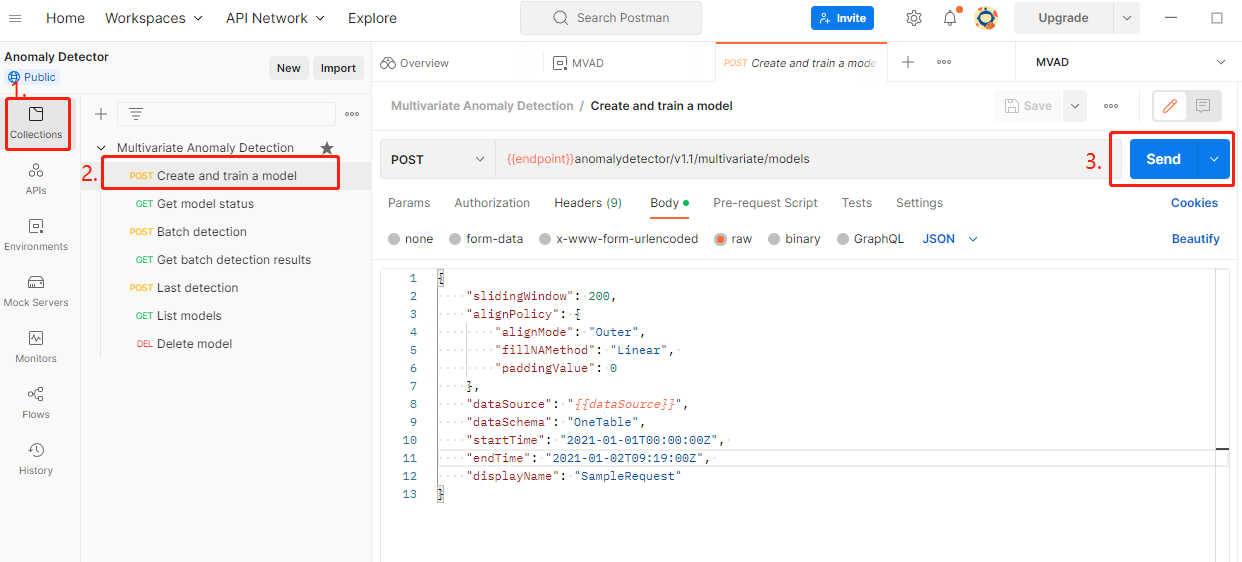 Home Workspaces API Network Explore Search Postman Invite Upgrade
Anomaly Detector
Public
New Import
Overview MVAD POST Create and train a mode MVAD
1.
Collections
APIs
Environments
Mock Servers
Monitors
Flows
History
Multivariate Anomaly Detection
2. POST Create and train a model
GET Get model status
POST Batch detection
GET Get batch detection results
POST Last detection
GET List models
DEL Delete model
Multivariate Anomaly Detection / Create and train a model Save
POST {{endpoint}}anomalydetector/v1.1/multivariate/models 3. Send
Params Authorization Headers (9) Body Pre-request Script Tests Settings Cookies
none form-data x-www-form-urlencoded raw binary GraphQL JSON Beautify
1 {
2 "slidingWindow": 200,
3 "alignPolicy": {
4 "alignMode": "Outer",
5 "fillNAMethod": "Linear",
6 "paddingValue": 0
7 },
8 "dataSource": "{{dataSource}}",
9 "dataSchema": "OneTable",
10 "startTime": "2021-01-01T00:00:00Z",
11 "endTime": "2021-01-02T09:19:00Z",
12 "displayName": "SampleRequest"
13 }